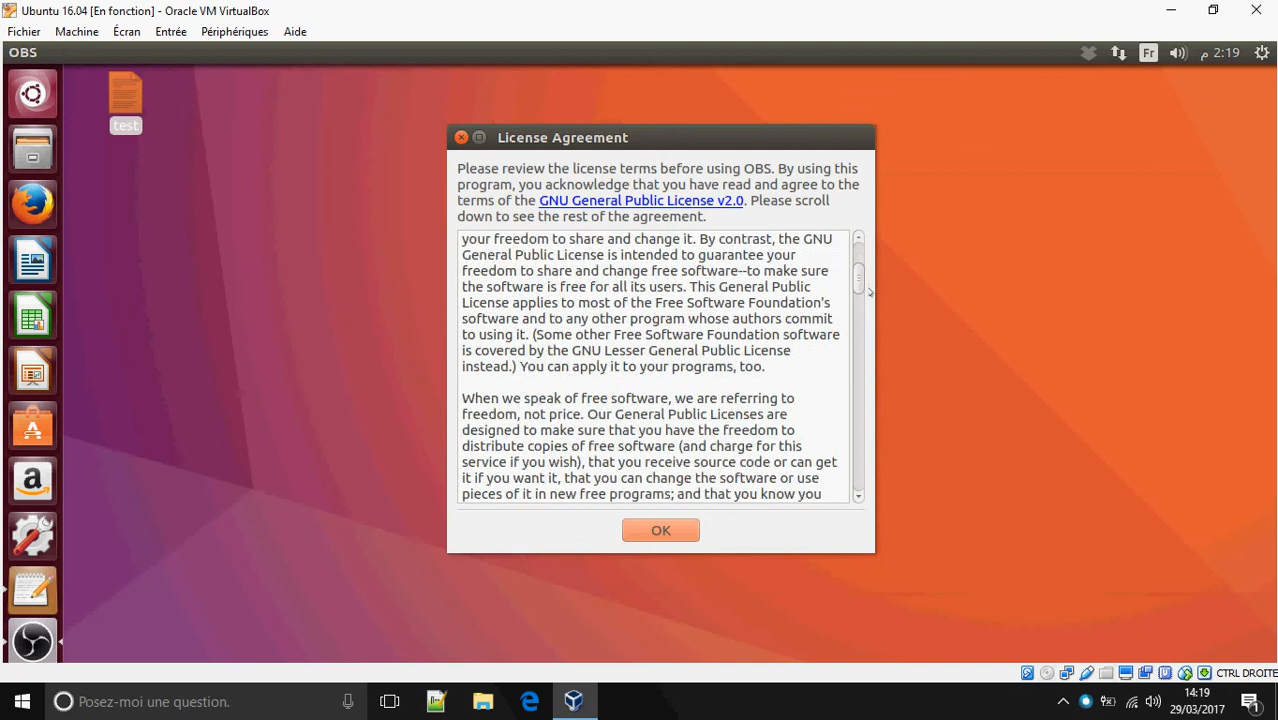 Ubuntu 16.04 [En fonction] - Oracle VM VirtualBox
Fichier Machine Écran Entrée Périphériques Aide
OBS
Fr
2:19 م
test
License Agreement
Please review the license terms before using OBS. By using this
program, you acknowledge that you have read and agree to the
terms of the GNU General Public License v2.0. Please scroll
down to see the rest of the agreement.
your freedom to share and change it. By contrast, the GNU
General Public License is intended to guarantee your
freedom to share and change free software--to make sure
the software is free for all its users. This General Public
License applies to most of the Free Software Foundation's
software and to any other program whose authors commit
to using it. (Some other Free Software Foundation software
is covered by the GNU Lesser General Public License
instead.) You can apply it to your programs, too.
When we speak of free software, we are referring to
freedom, not price. Our General Public Licenses are
designed to make sure that you have the freedom to
distribute copies of free software (and charge for this
service if you wish), that you receive source code or can get
it if you want it, that you can change the software or use
pieces of it in new free programs; and that you know you
OK
CTRL DROITE
Posez-moi une question.
14:19
29/03/2017